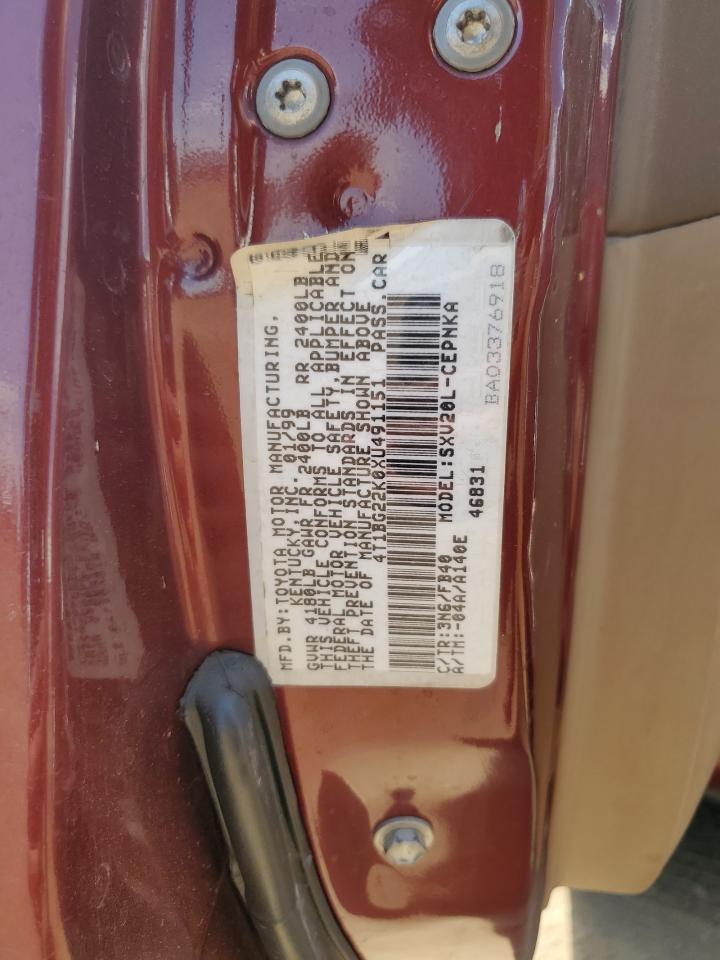 MFD.BY:TOYOTA MOTOR MANUFACTURING,
KENTUCKY,INC. 01/99
GVWR 4180LB GAWR FR 2400LB RR 2400LB
THIS VEHICLE CONFORMS TO ALL APPLICABLE
FEDERAL MOTOR VEHICLE SAFETY,BUMPER AND
THEFT PREVENTION STANDARDS IN EFFECT ON
THE DATE OF MANUFACTURE SHOWN ABOVE.
4T1BG22K0XU491151 PASS.CAR
C/TR:3N6/FB40 MODEL:SXV20L-CEPNKA
A/TM:-04A/A140E 46831
BA03376918